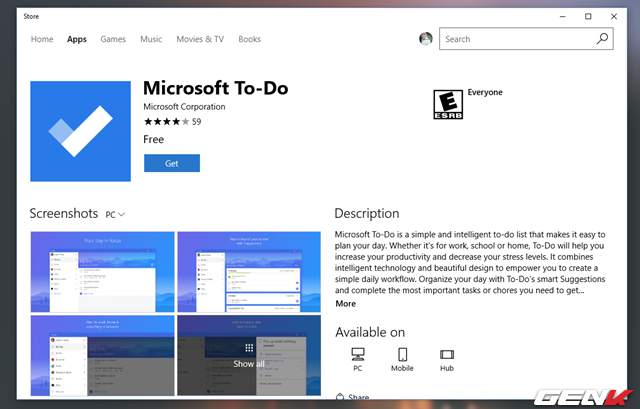 Store
Home Apps Games Music Movies & TV Books Search
Microsoft To-Do
Microsoft Corporation
59
Free
Get
E
ESRB
Everyone
Screenshots PC
Your day in focus
Show all
Description
Microsoft To-Do is a simple and intelligent to-do list that makes it easy to
plan your day. Whether it's for work, school or home, To-Do will help you
increase your productivity and decrease your stress levels. It combines
intelligent technology and beautiful design to empower you to create a
simple daily workflow. Organize your day with To-Do's smart Suggestions
and complete the most important tasks or chores you need to get...
More
Available on
PC Mobile Hub
Share
GENK